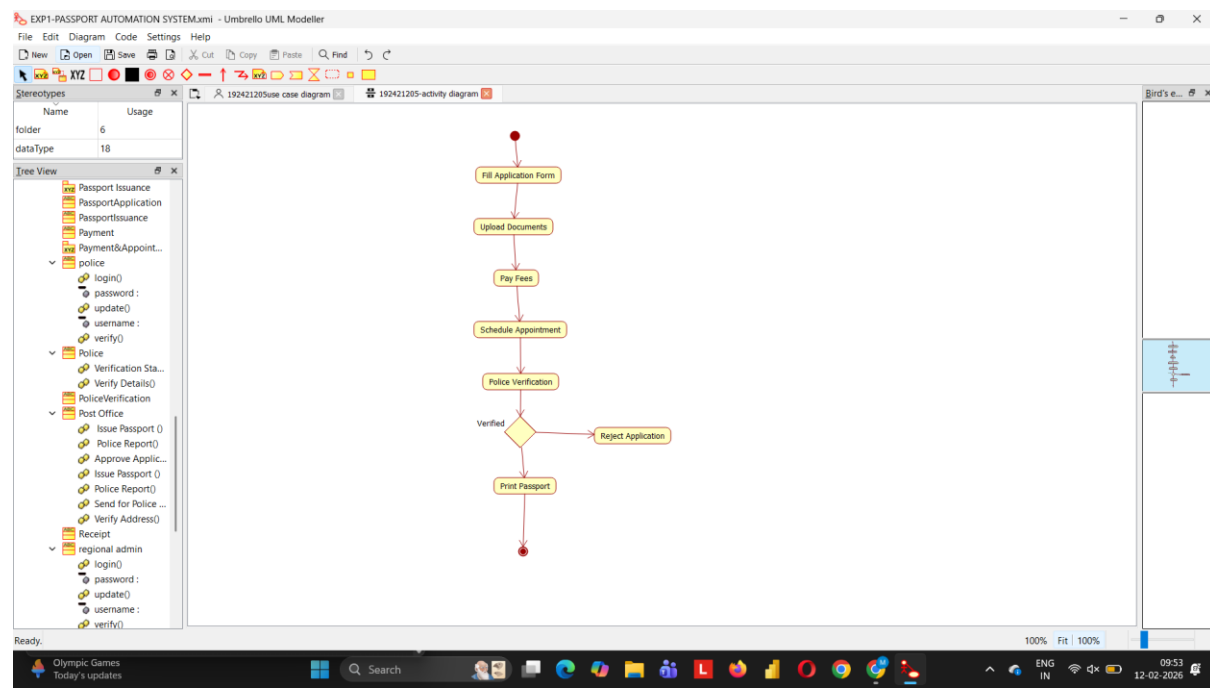 EXP1-PASSPORT AUTOMATION SYSTEM.xmi - Umbrello UML Modeller
File Edit Diagram Code Settings Help
New Open Save Cut Copy Paste Find
XYZ
Stereotypes
192421205use case diagram
192421205-activity diagram
Bird's e...
Name Usage
folder 6
dataType 18
Tree View
Passport Issuance
PassportApplication
PassportIssuance
Payment
Payment&Appoint...
police
login()
password :
update()
username :
verify()
Police
Verification Sta...
Verify Details()
PoliceVerification
Post Office
Issue Passport ()
Police Report()
Approve Applic...
Issue Passport ()
Police Report()
Send for Police ...
Verify Address()
Receipt
regional admin
login()
password :
update()
username :
verify()
Fill Application Form
Upload Documents
Pay Fees
Schedule Appointment
Police Verification
Verified
Reject Application
Print Passport
Ready.
100% Fit 100%
Olympic Games
Today's updates
Search
ENG
IN
09:53
12-02-2026